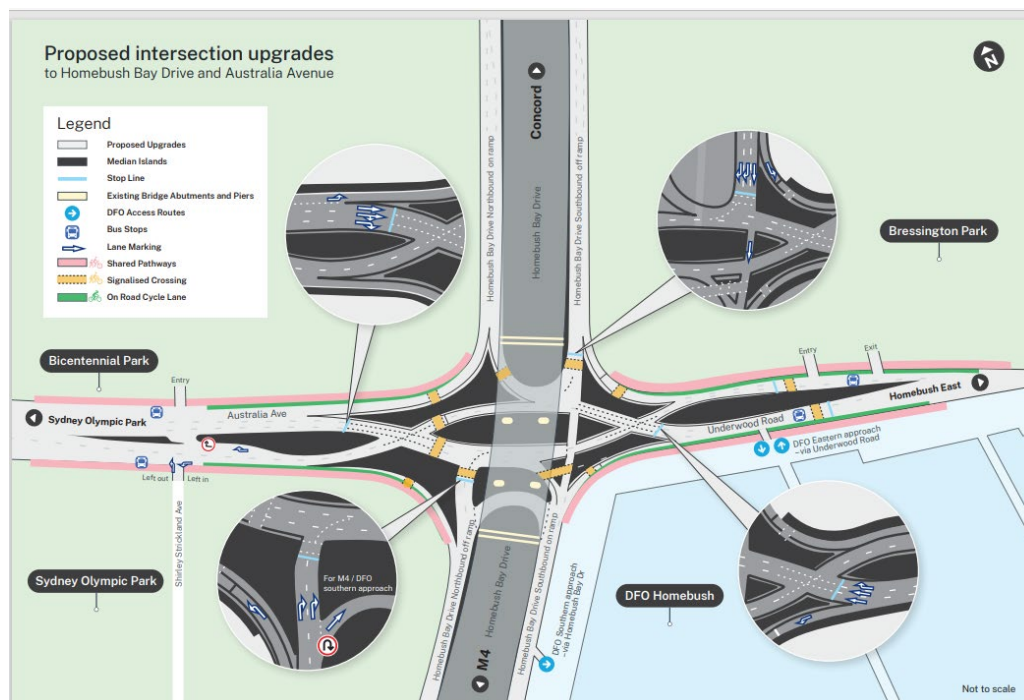 Proposed intersection upgrades
to Homebush Bay Drive and Australia Avenue
N
Legend
Proposed Upgrades
Median Islands
Stop Line
Existing Bridge Abutments and Piers
DFO Access Routes
Bus Stops
Lane Marking
Shared Pathways
Signalised Crossing
On Road Cycle Lane
Homebush Bay Drive Northbound on ramp
Concord
Homebush Bay Drive
Homebush Bay Drive Southbound off ramp
Bressington Park
Bicentennial Park
Entry
Australia Ave
Sydney Olympic Park
Left out
Left in
Shirley Strickland Ave
Sydney Olympic Park
Entry
Exit
Homebush East
Underwood Road
DFO Eastern approach
–via Underwood Road
For M4 / DFO
southern approach
Homebush Bay Drive Northbound off ramp
M4
Homebush Bay Drive
Homebush Bay Drive Southbound on ramp
DFO Southern approach
–via Homebush Bay Dr
DFO Homebush
Not to scale